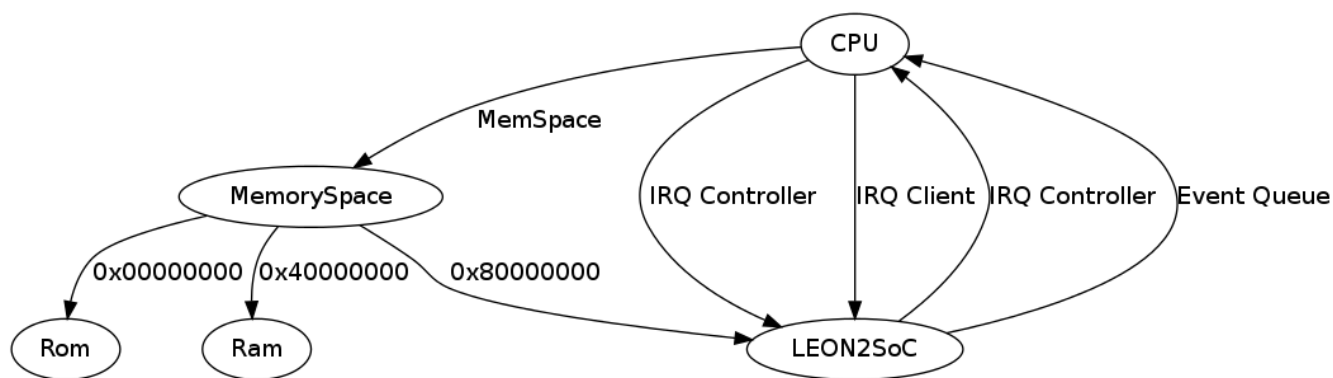 CPU
MemSpace
MemorySpace
IRQ Controller
IRQ Client
IRQ Controller
Event Queue
0x00000000
0x40000000
0x80000000
Rom
Ram
LEON2SoC